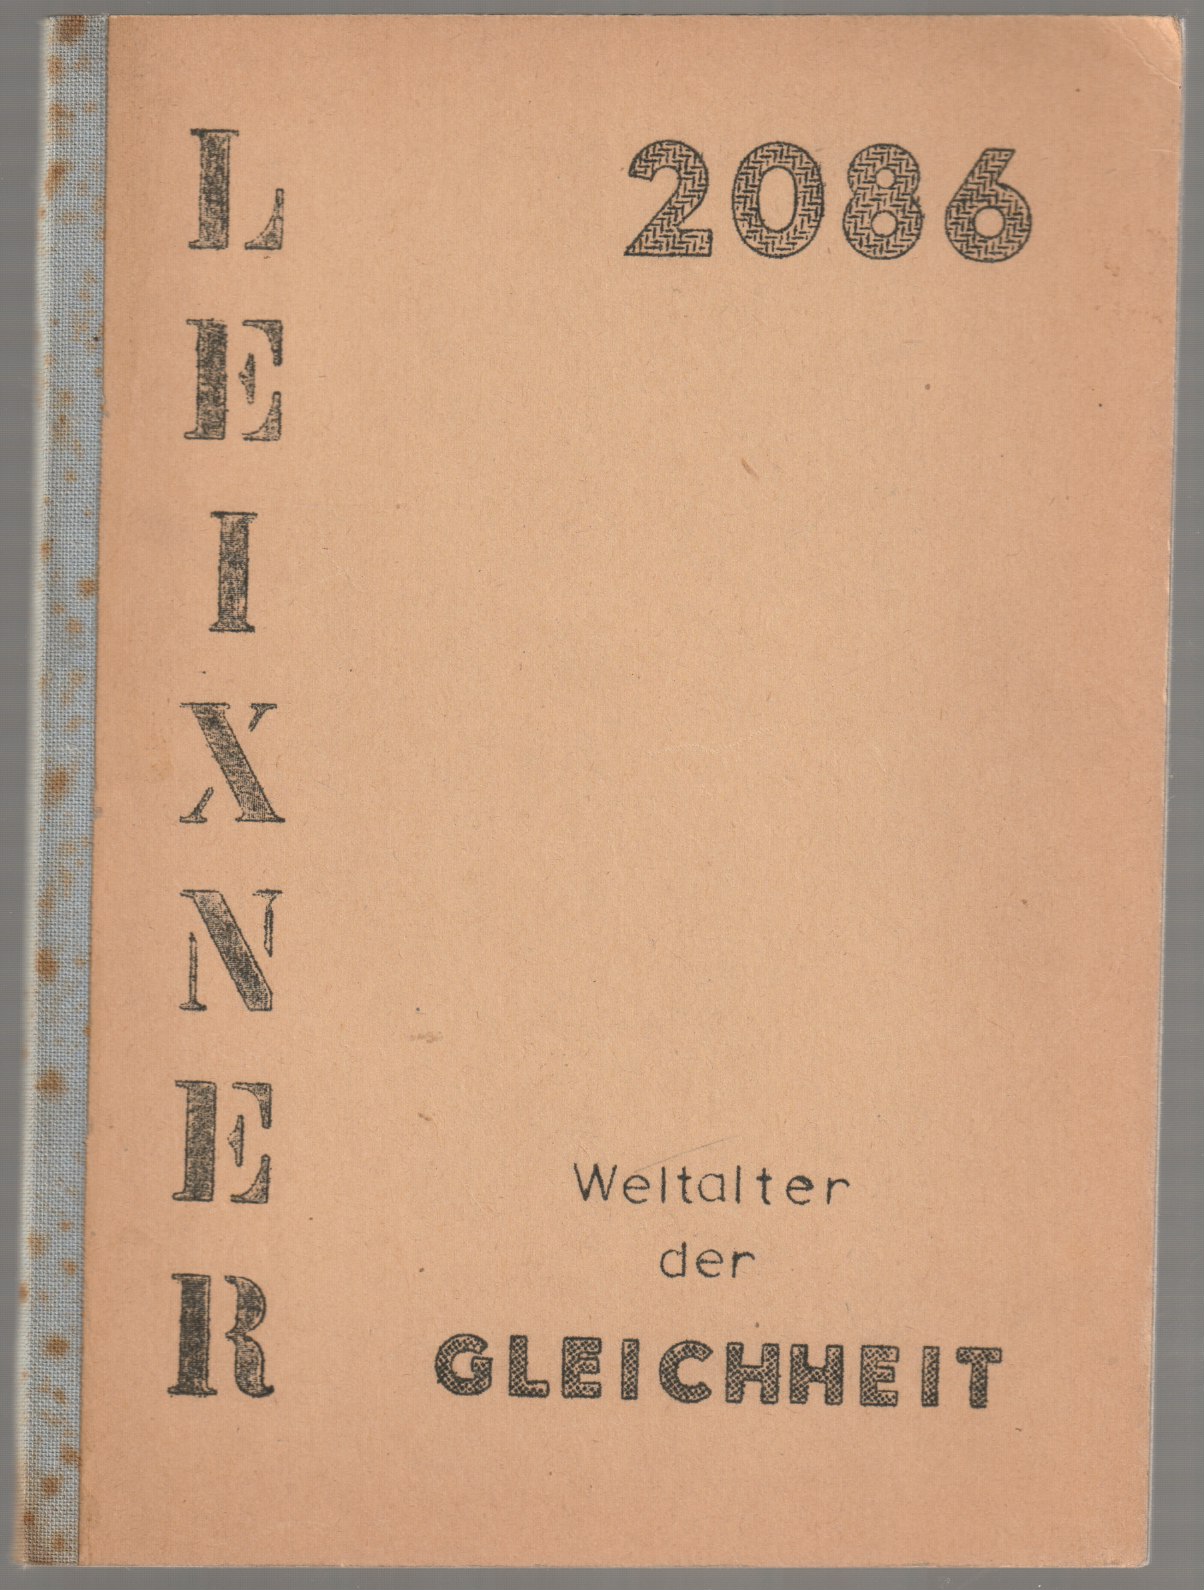 LEIXNER
2086
Weltalter
der
GLEICHHEIT